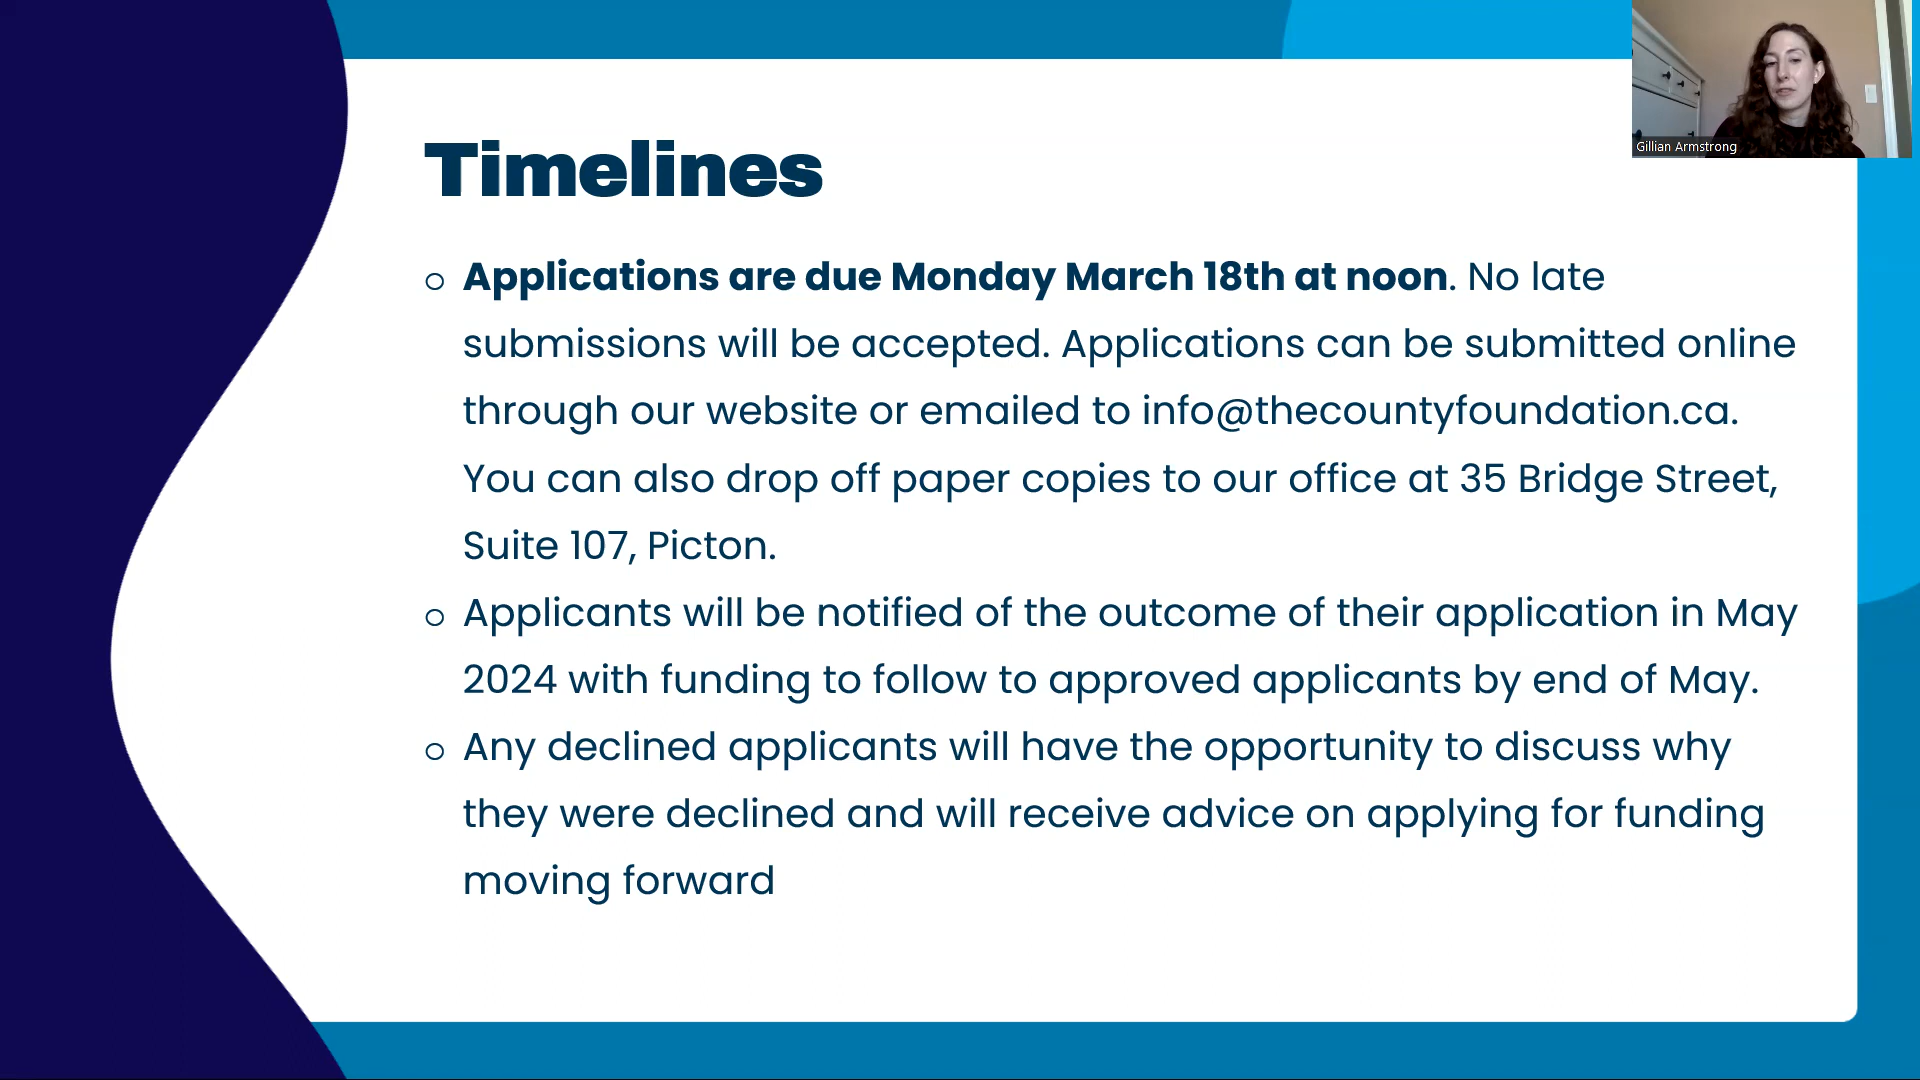 Gillian Armstrong
Timelines
○ Applications are due Monday March 18th at noon. No late
submissions will be accepted. Applications can be submitted online
through our website or emailed to info@thecountyfoundation.ca.
You can also drop off paper copies to our office at 35 Bridge Street,
Suite 107, Picton.
○ Applicants will be notified of the outcome of their application in May
2024 with funding to follow to approved applicants by end of May.
○ Any declined applicants will have the opportunity to discuss why
they were declined and will receive advice on applying for funding
moving forward